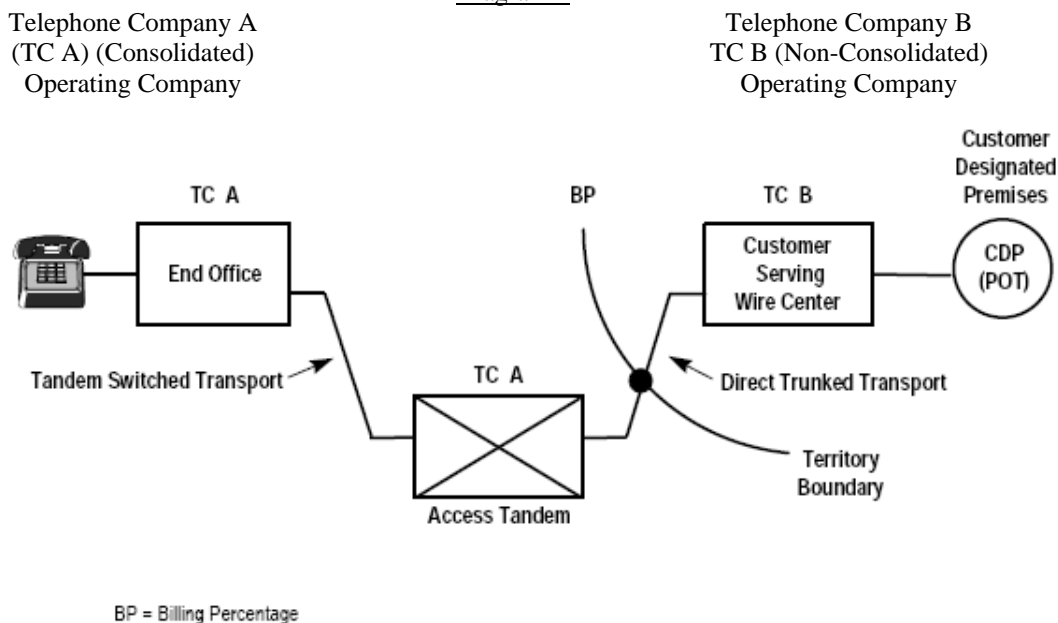 Telephone Company A
(TC A) (Consolidated)
Operating Company
Telephone Company B
TC B (Non-Consolidated)
Operating Company
Customer
Designated
Premises
TC A
BP
TC B
End Office
Customer
Serving
Wire Center
CDP
(POT)
Tandem Switched Transport
TC A
Direct Trunked Transport
Territory
Boundary
Access Tandem
BP = Billing Percentage